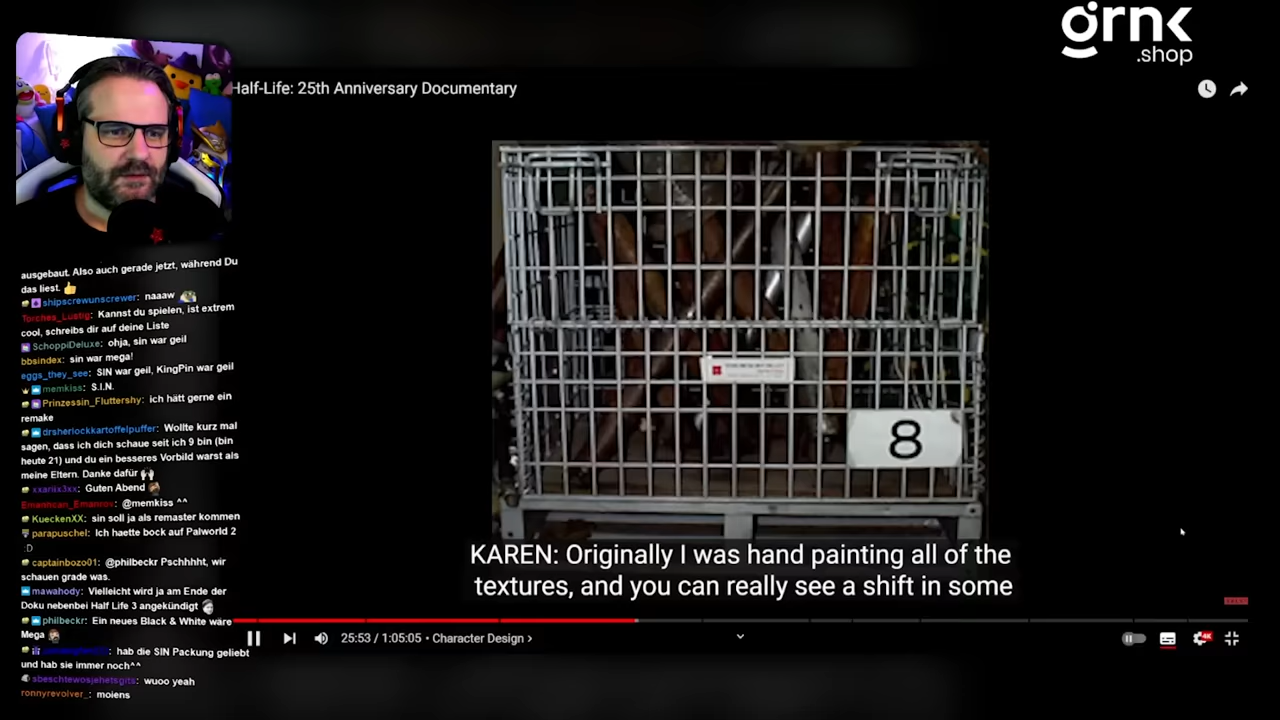 grnk
.shop
Half-Life: 25th Anniversary Documentary
8
KAREN: Originally I was hand painting all of the
textures, and you can really see a shift in some
25:53 / 1:05:05 • Character Design ›
4K
ausgebaut. Also auch gerade jetzt, während Du
das liest. 👍
shipscrewunscrewer: naaaw
Torches_Lustig: Kannst du spielen, ist extrem
cool, schreibs dir auf deine Liste
SchoppiDeluxe: ohja, sin war geil
bbsindex: sin war mega!
eggs_they_see: SIN war geil, KingPin war geil
memkiss: S.I.N.
Prinzessin_Fluttershy: ich hätt gerne ein
remake
drsherlockkartoffelpuffer: Wollte kurz mal
sagen, dass ich dich schaue seit ich 9 bin (bin
heute 21) und du ein besseres Vorbild warst als
meine Eltern. Danke dafür 🙌
xxanix3xx: Guten Abend
Emanhcan_Emanrov: @memkiss ^^
KueckenXX: sin soll ja als remaster kommen
parapuschel: Ich haette bock auf Palworld 2
:D
captainbozo01: @philbeckr Pschhhht, wir
schauen grade was.
mawahody: Vielleicht wird ja am Ende der
Doku nebenbei Half Life 3 angekündigt
philbeckr: Ein neues Black & White wäre
Mega
: hab die SIN Packung geliebt
und hab sie immer noch^^
sbeschtewosjehetsgits: wuoo yeah
ronnyrevolver_: moiens